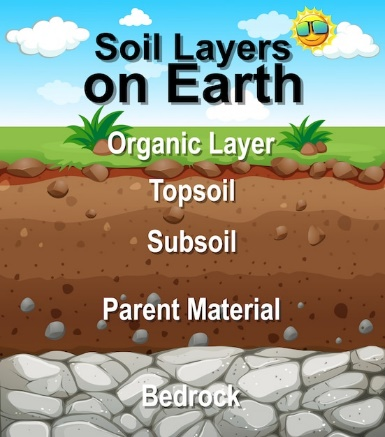 Soil Layers
on Earth
Organic Layer
Topsoil
Subsoil
Parent Material
Bedrock